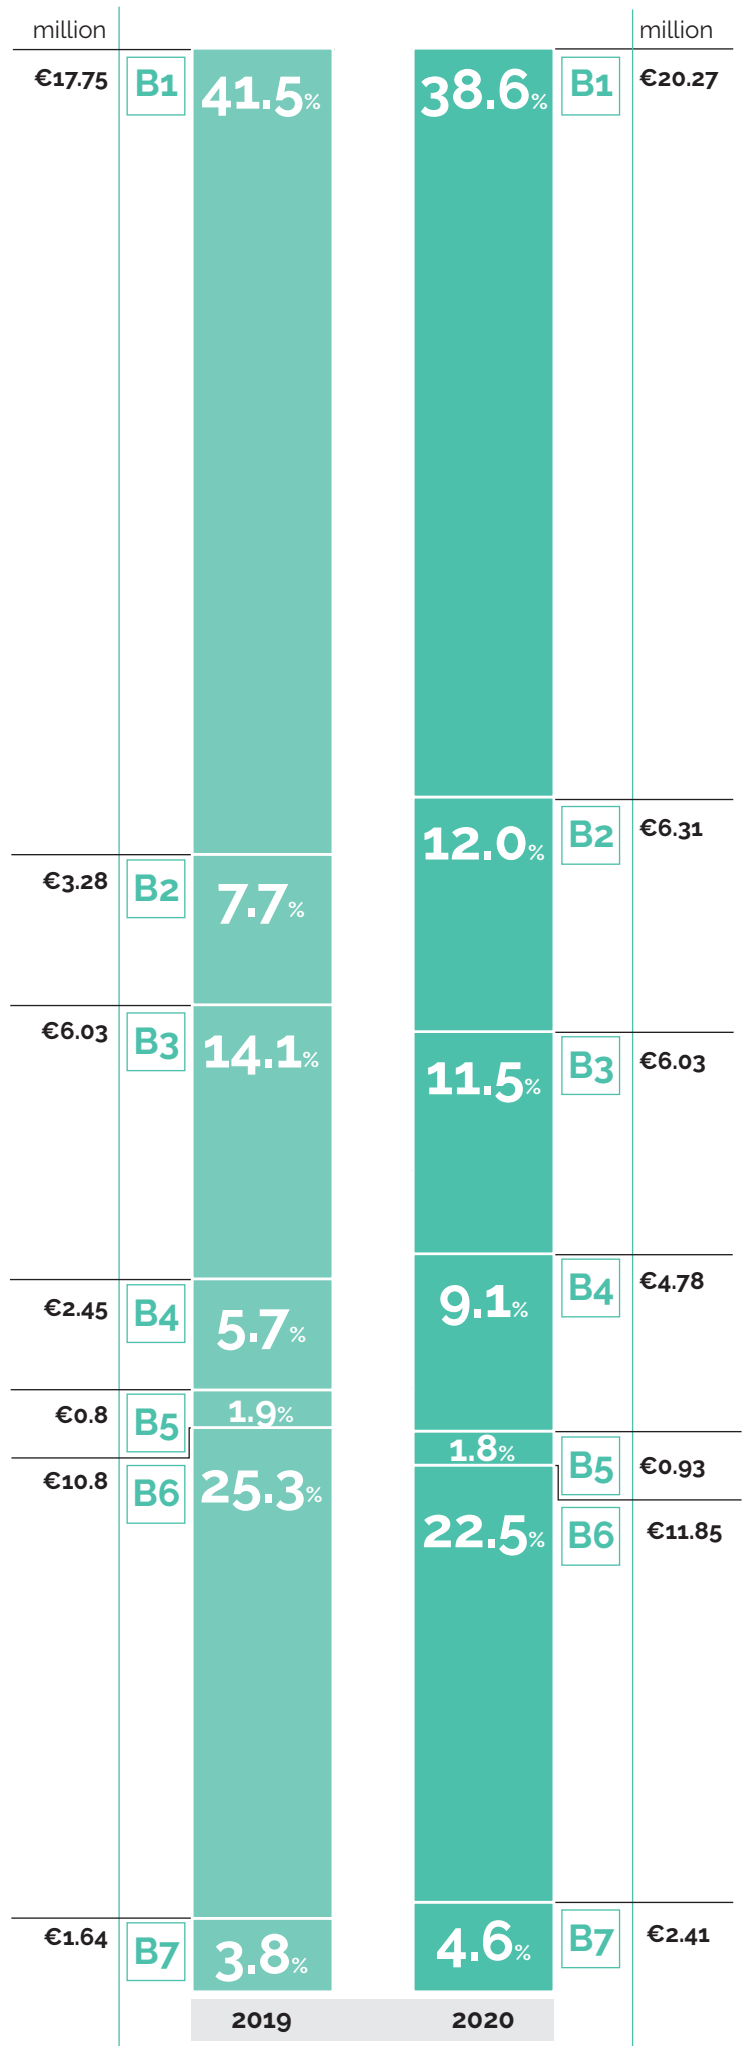 million million
€17.75 B1 41.5% 38.6% B1 €20.27
12.0% B2 €6.31
€3.28 B2 7.7%
€6.03 B3 14.1% 11.5% B3 €6.03
€2.45 B4 5.7% 9.1% B4 €4.78
€0.8 B5 1.9% 1.8% B5 €0.93
€10.8 B6 25.3% 22.5% B6 €11.85
€1.64 B7 3.8% 4.6% B7 €2.41
2019 2020